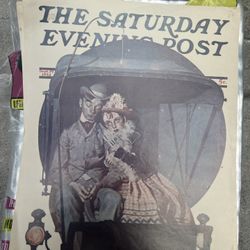 THE SATURDAY
EVENING POST